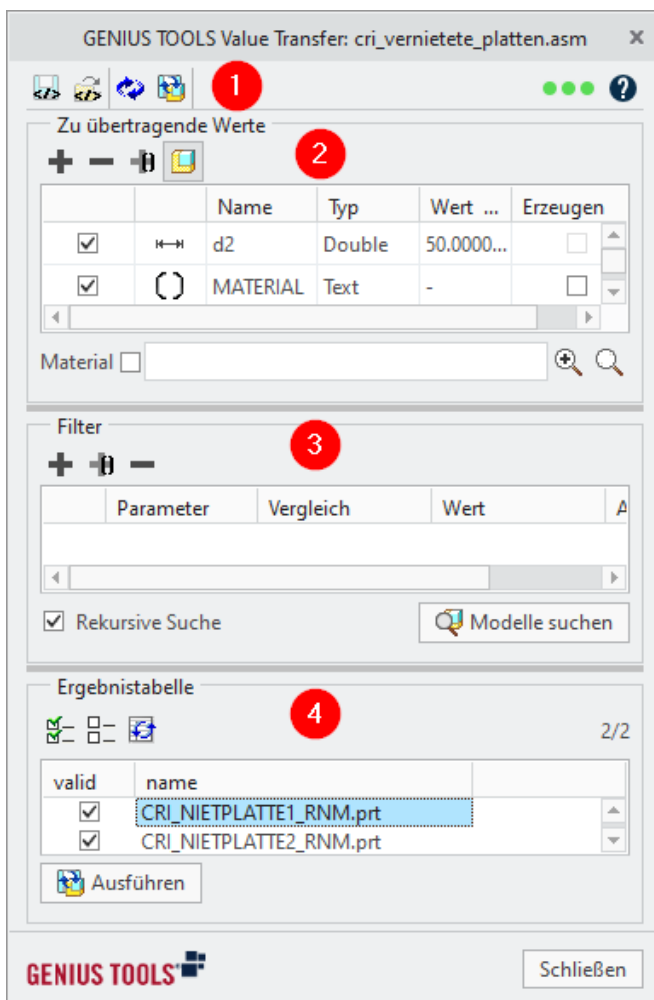 GENIUS TOOLS Value Transfer: cri_vernietete_platten.asm x
1 ?
Zu übertragende Werte
2
Name Typ Wert ... Erzeugen
d2 Double 50.0000...
MATERIAL Text -
Material
Filter
3
Parameter Vergleich Wert A
Rekursive Suche Modelle suchen
Ergebnistabelle
4
2/2
valid name
CRI_NIETPLATTE1_RNM.prt
CRI_NIETPLATTE2_RNM.prt
Ausführen
GENIUS TOOLS Schließen